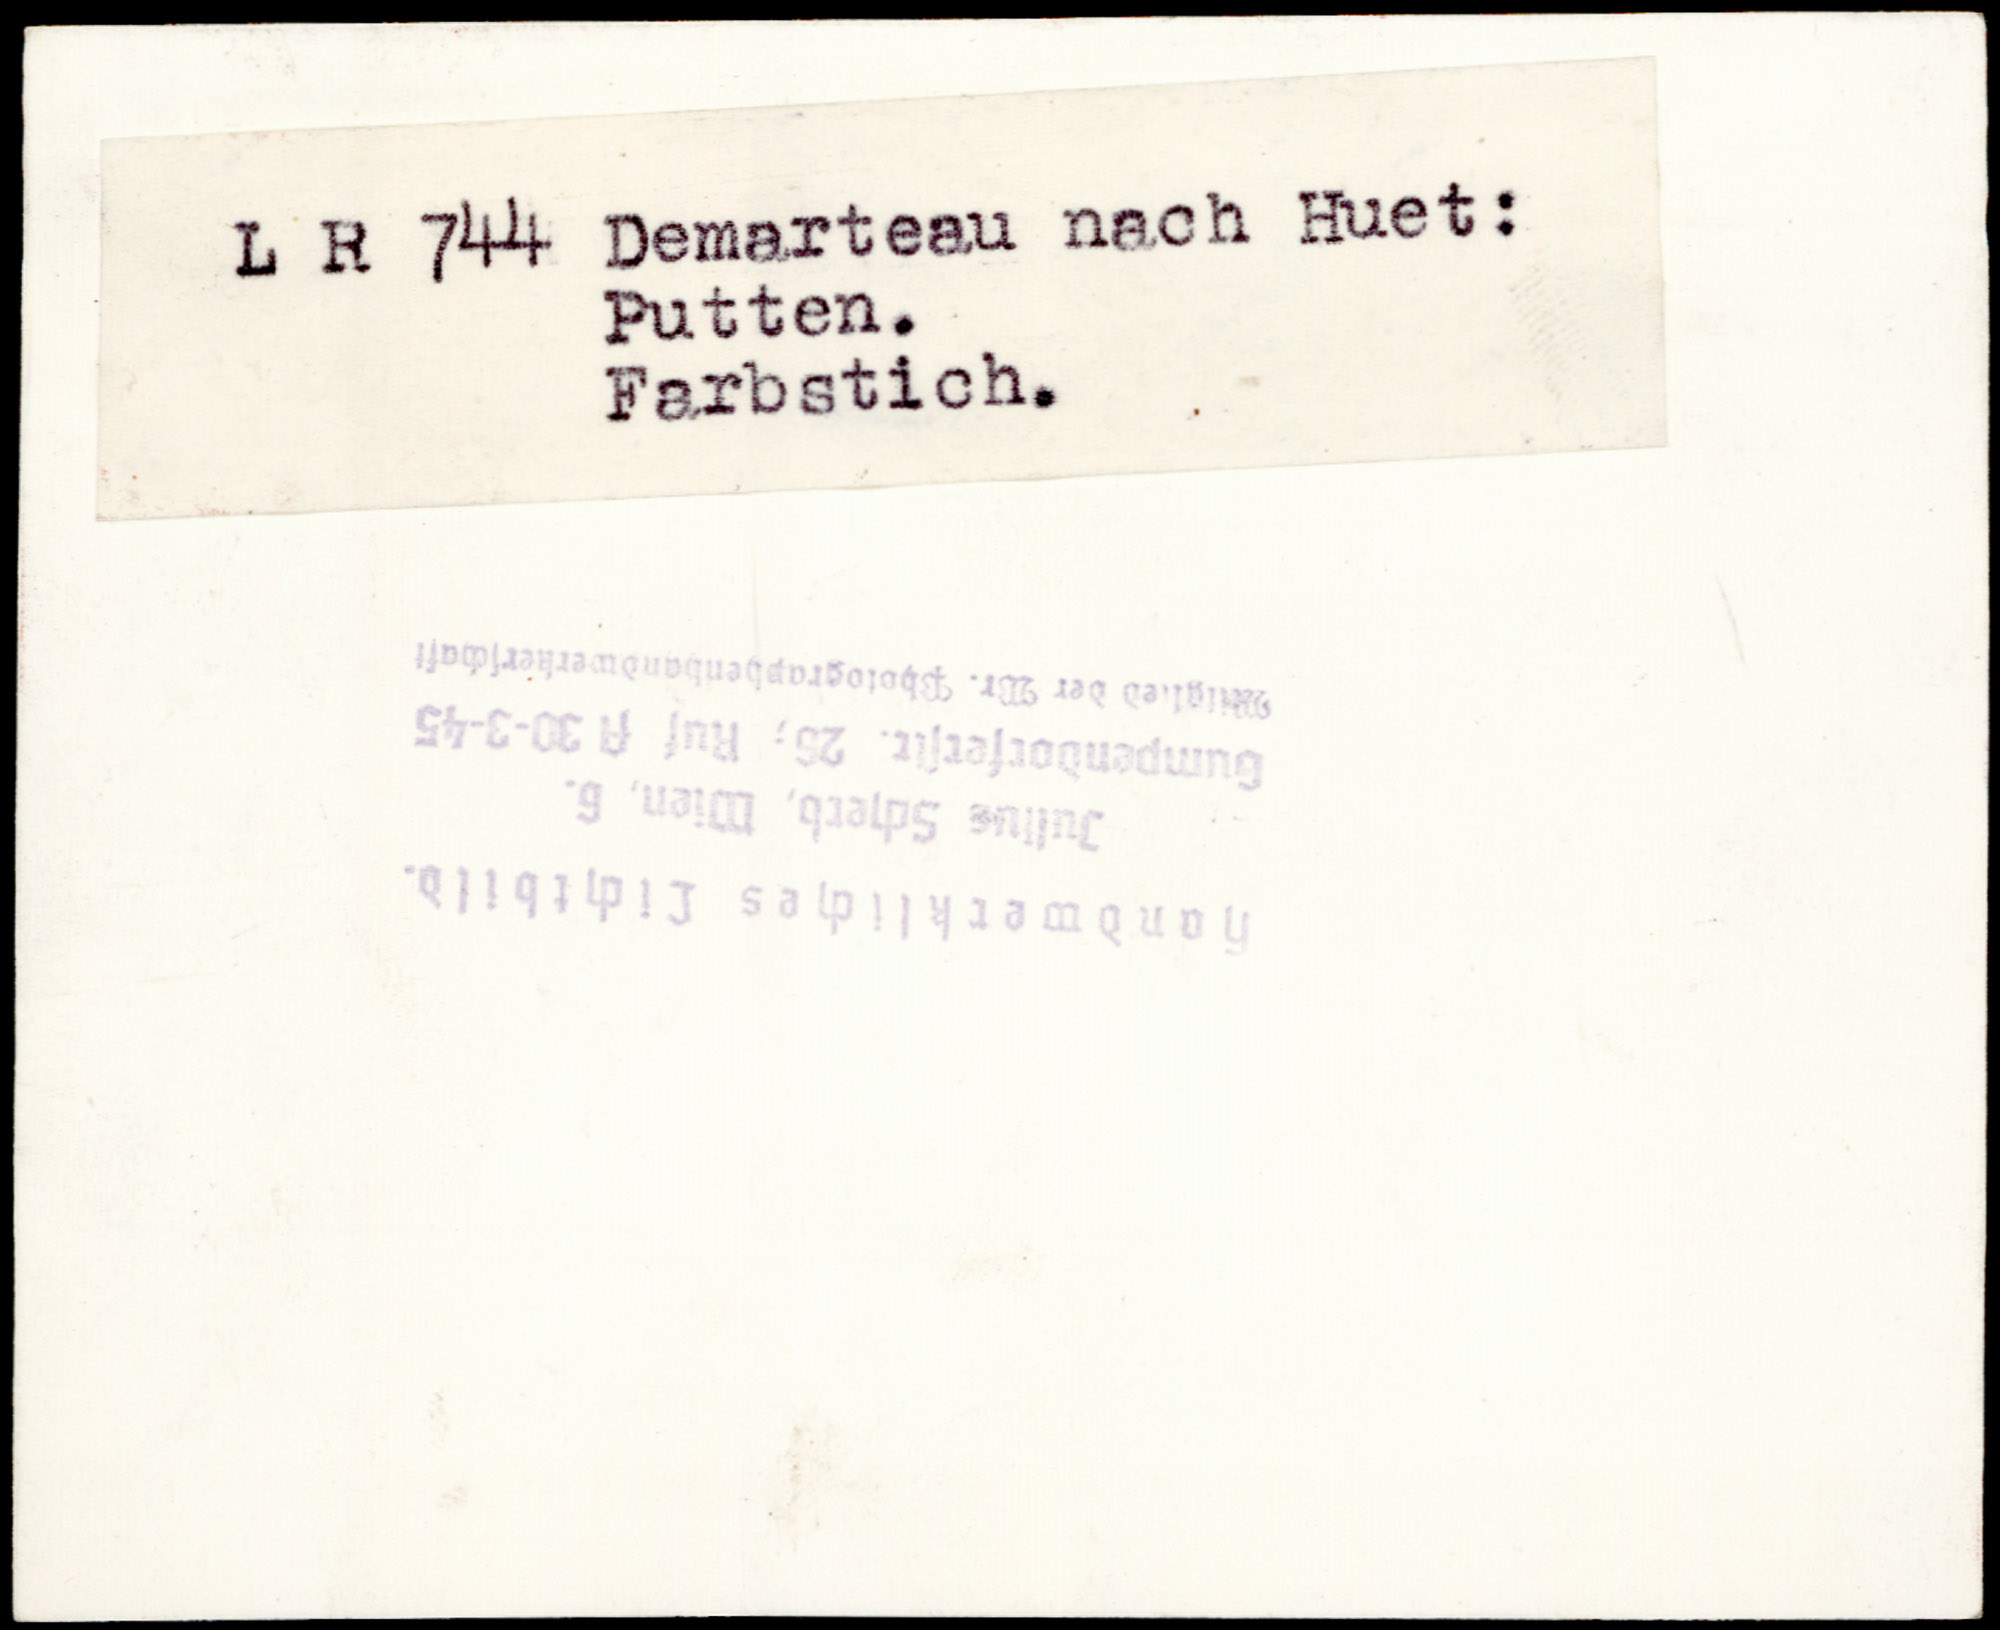 L R 744 Demarteau nach Huet:
Putten.
Farbstich.
Handwerkliches Lichtbild.
Julius Scherb, Wien, 6.
Gumpendorferstr. 25; Ruf A 30-3-45
Mitglied der Wr. Photographenhandwerkerschaft